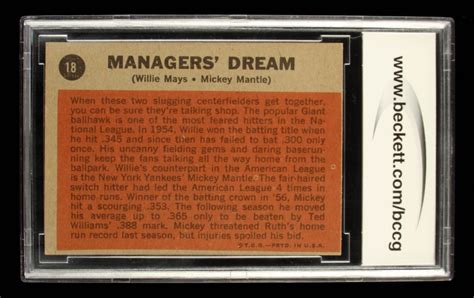 18
MANAGERS' DREAM
(Willie Mays • Mickey Mantle)
When these two slugging centerfielders get together,
you can be sure they're talking shop. The popular Giant
ballhawk is one of the most feared hitters in the Na-
tional League. In 1954, Willie won the batting title when
he hit .345 and since then has failed to bat .300 only
once. His uncanny fielding gems and daring baserun-
ning keep the fans talking all the way home from the
ballpark. Willie's counterpart in the American League
is the New York Yankees' Mickey Mantle. The fair-haired
switch hitter had led the American League 4 times in
home runs. Winner of the batting crown in '56, Mickey
hit a scourging .353. The following season he moved
his average up to .365 only to be beaten by Ted
Williams' .388 mark. Mickey threatened Ruth's home
run record last season, but injuries spoiled his bid.
©T.C.G.—PRTD. IN U.S.A.
www.beckett.com/bccg